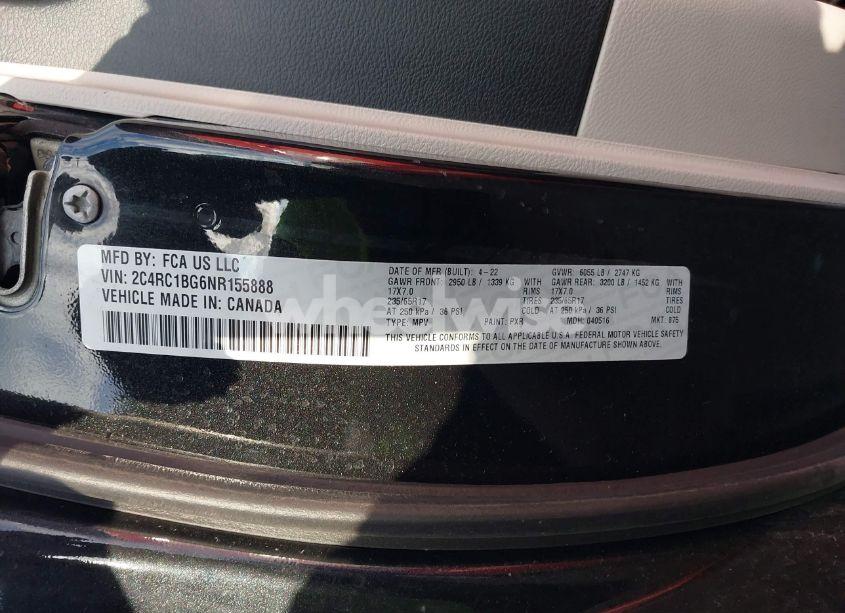 MFD BY: FCA US LLC
VIN: 2C4RC1BG6NR155888
VEHICLE MADE IN: CANADA
DATE OF MFR (BUILT): 4-22 GVWR: 6055 LB / 2747 KG
GAWR FRONT: 2950 LB / 1339 KG WITH GAWR REAR: 3200 LB / 1452 KG WITH
17X7.0 RIMS 17X7.0 RIMS
235/65R17 TIRES 235/65R17 TIRES
AT 250 kPa / 36 PSI COLD AT 250 kPa / 36 PSI COLD
TYPE: MPV PAINT: PXR MDH: 040516 MKT: 875
THIS VEHICLE CONFORMS TO ALL APPLICABLE U.S.A. FEDERAL MOTOR VEHICLE SAFETY
STANDARDS IN EFFECT ON THE DATE OF MANUFACTURE SHOWN ABOVE.